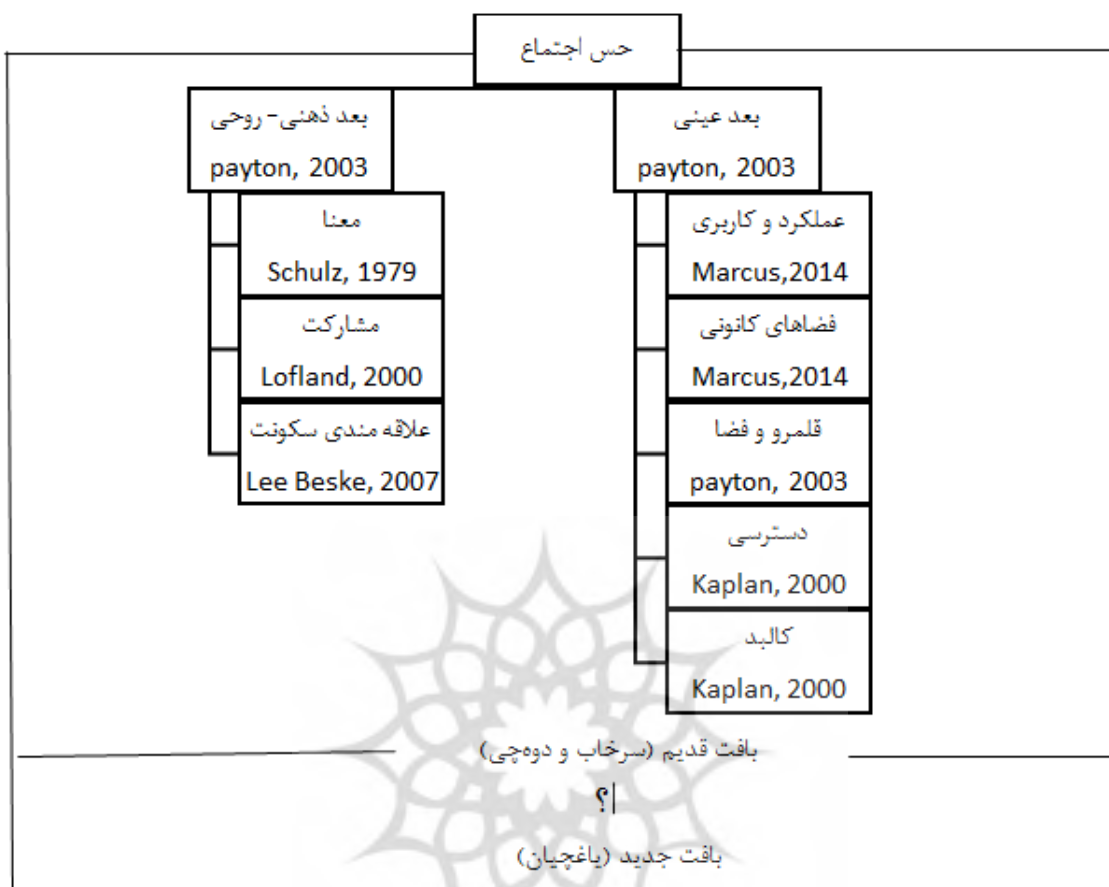 حس اجتماع
بعد عینی
payton, 2003
عملکرد و کاربری
Marcus,2014
فضاهای کانونی
Marcus,2014
قلمرو و فضا
payton, 2003
دسترسی
Kaplan, 2000
کالبد
Kaplan, 2000
بعد ذهنی- روحی
payton, 2003
معنا
Schulz, 1979
مشارکت
Lofland, 2000
علاقه مندی سکونت
Lee Beske, 2007
بافت قدیم (سرخاب و دوه‌چی)
؟
بافت جدید (یاغچیان)